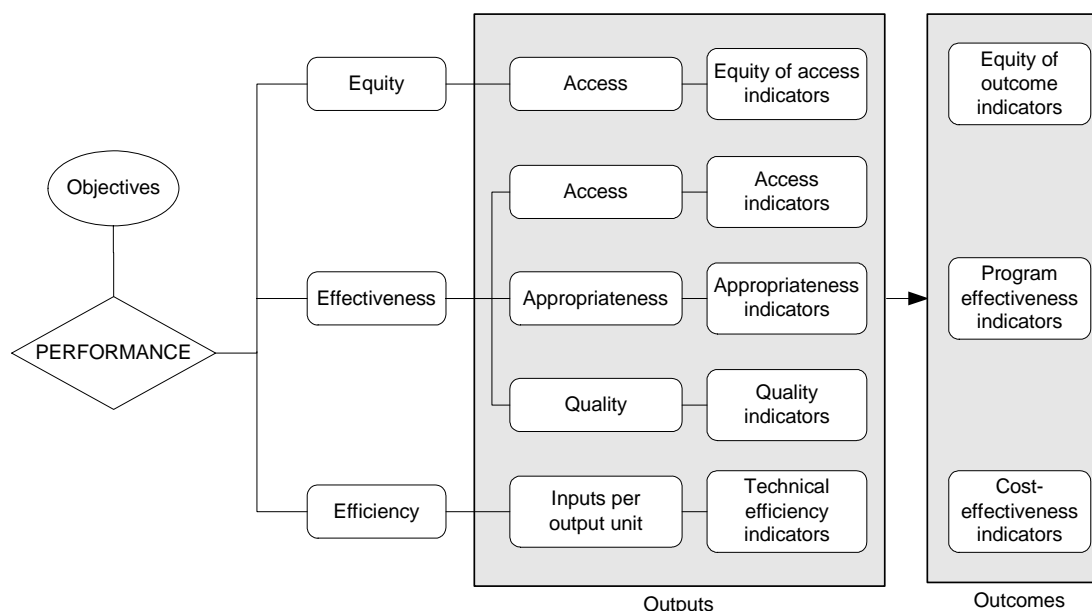 Objectives
PERFORMANCE
Equity
Effectiveness
Efficiency
Access
Equity of access
indicators
Access
Access
indicators
Appropriateness
Appropriateness
indicators
Quality
Quality
indicators
Inputs per
output unit
Technical
efficiency
indicators
Outputs
Equity of
outcome
indicators
Program
effectiveness
indicators
Cost-
effectiveness
indicators
Outcomes